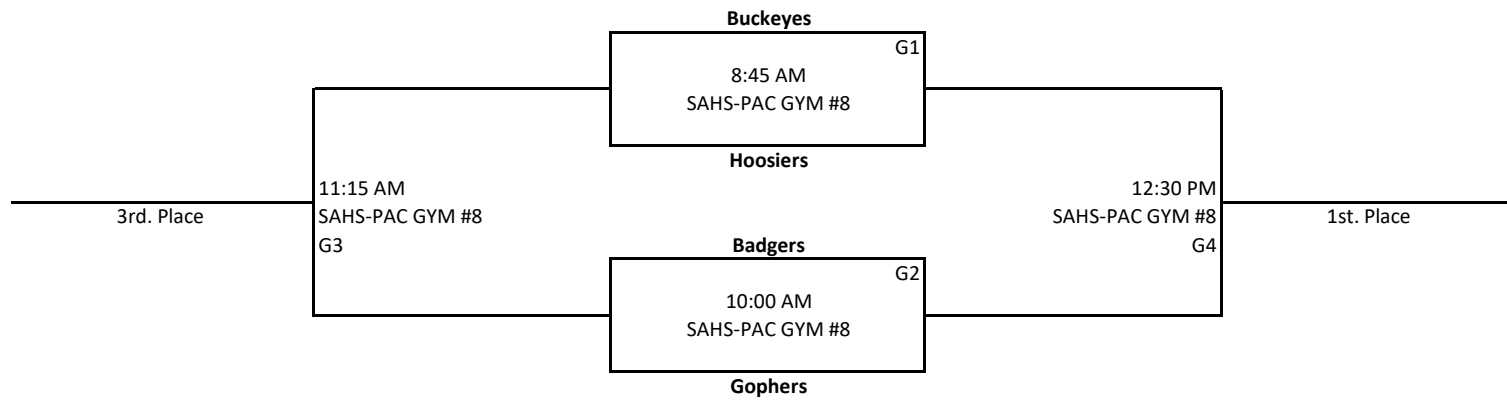 Buckeyes
G1
8:45 AM
SAHS-PAC GYM #8
Hoosiers
11:15 AM
SAHS-PAC GYM #8
G3
3rd. Place
12:30 PM
SAHS-PAC GYM #8
G4
1st. Place
Badgers
G2
10:00 AM
SAHS-PAC GYM #8
Gophers